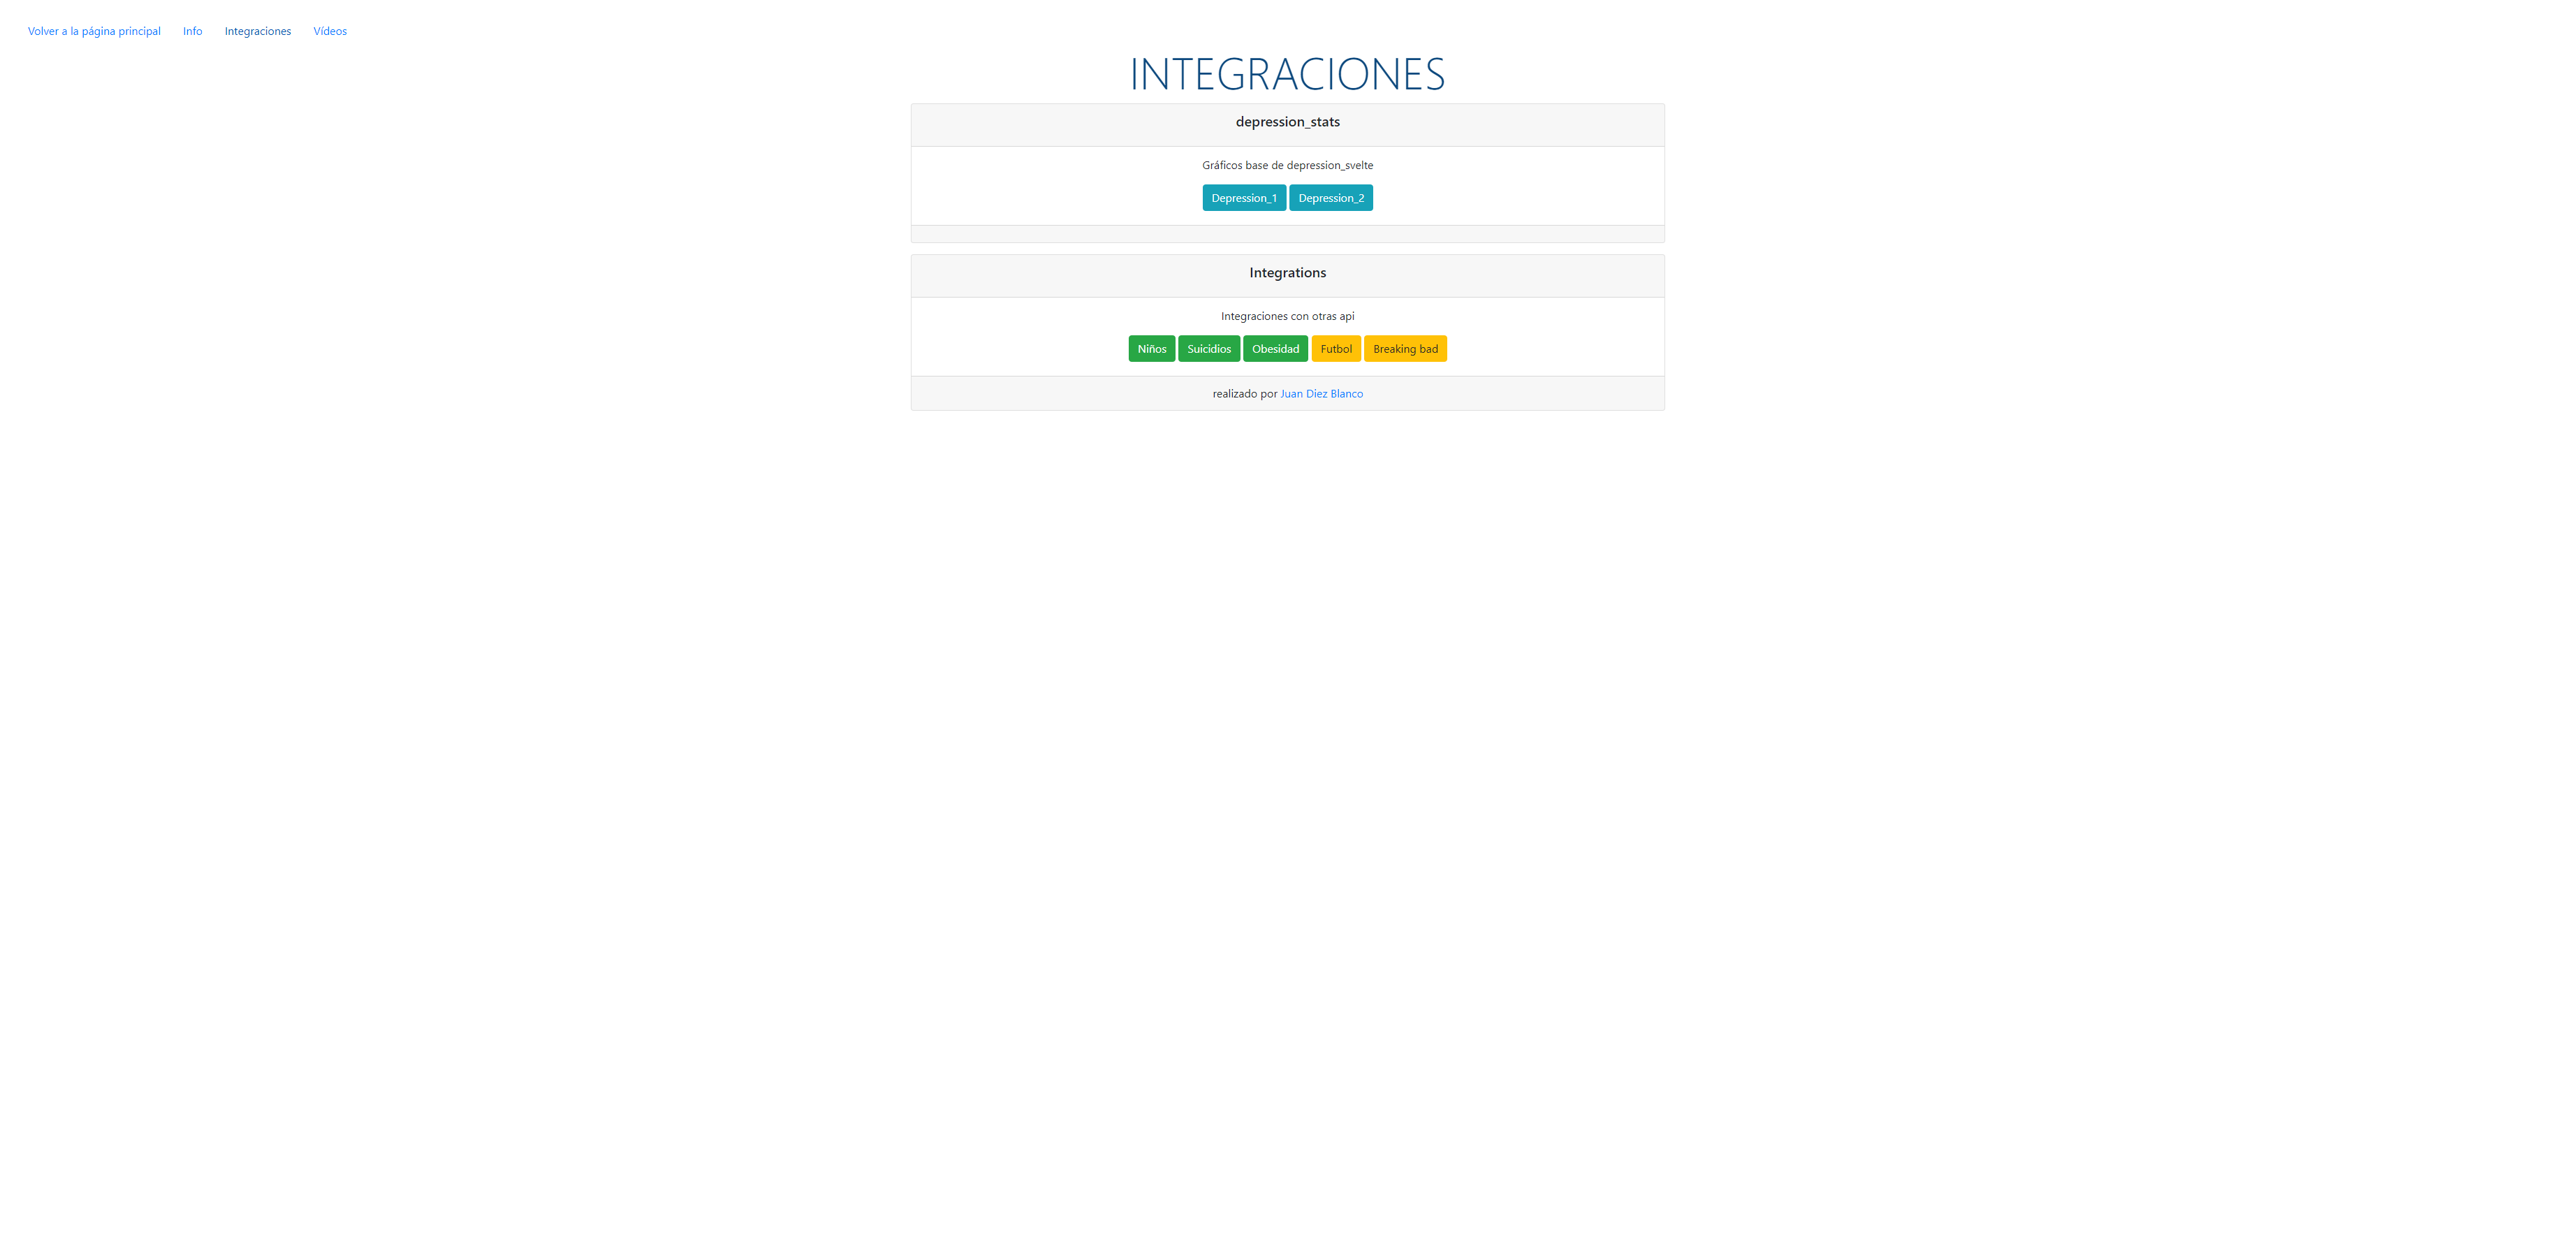 Volver a la página principal Info Integraciones Vídeos
INTEGRACIONES
depression_stats
Gráficos base de depression_svelte
Depression_1 Depression_2
Integrations
Integraciones con otras api
Niños Suicidios Obesidad Futbol Breaking bad
realizado por Juan Diez Blanco